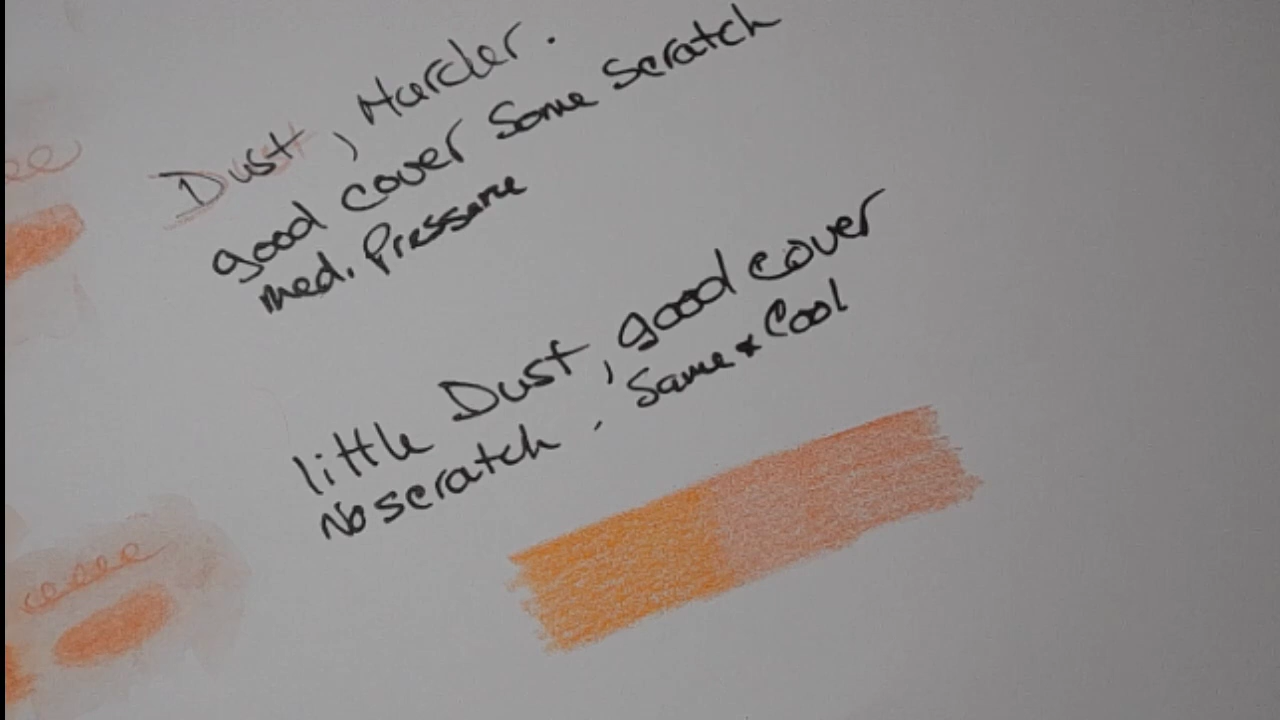 Dust, Harder.
good cover Some Scratch
med. Pressure
little Dust, good cover
No scratch. Same & Cool